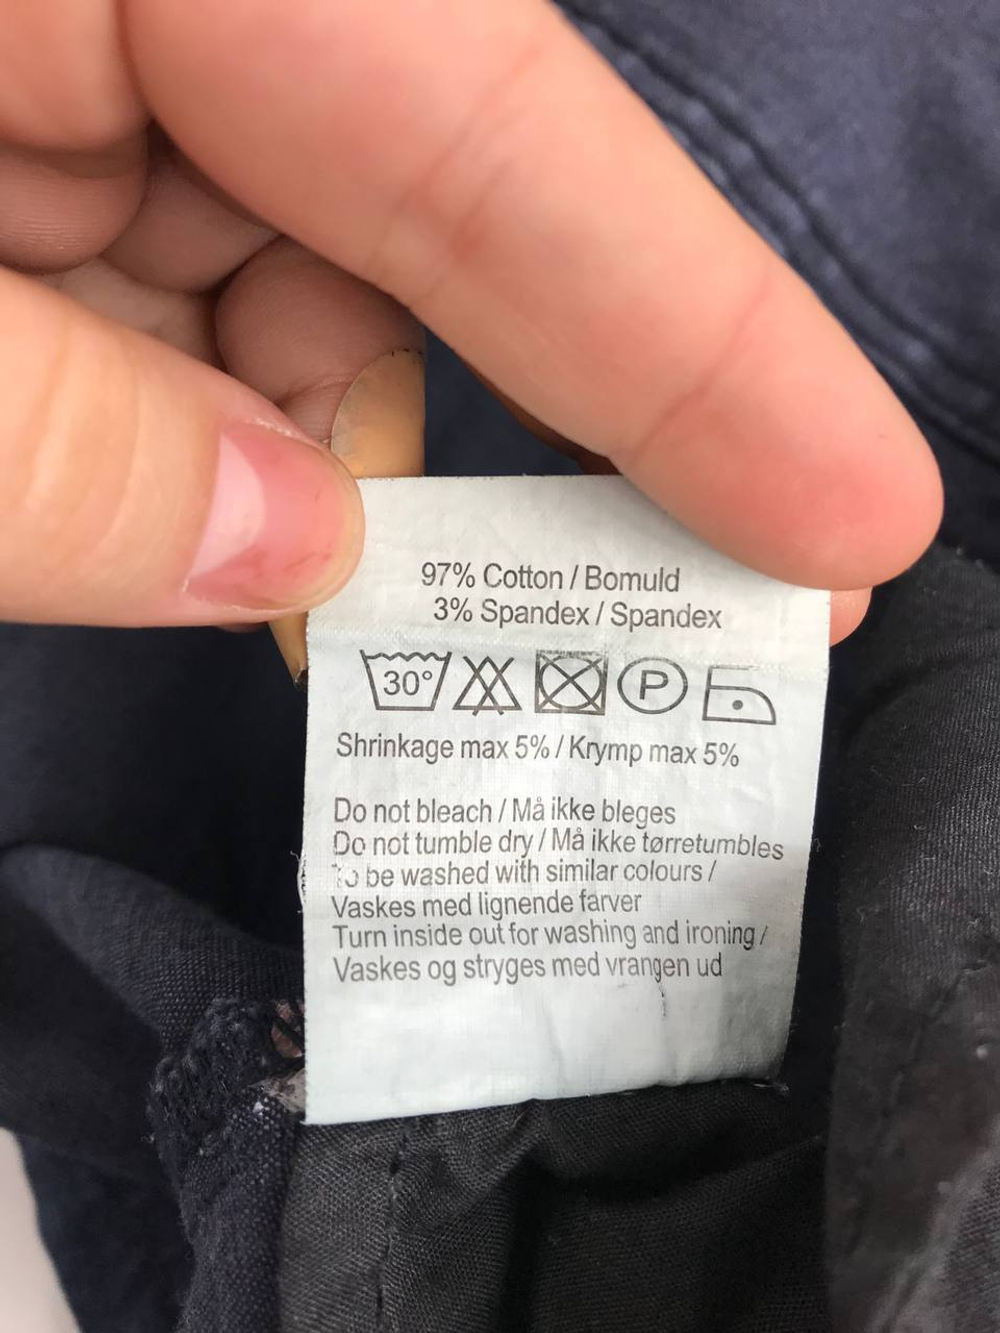 97% Cotton / Bomuld
3% Spandex / Spandex
30° P
Shrinkage max 5% / Krymp max 5%
Do not bleach / Må ikke bleges
Do not tumble dry / Må ikke tørretumbles
To be washed with similar colours /
Vaskes med lignende farver
Turn inside out for washing and ironing /
Vaskes og stryges med vrangen ud